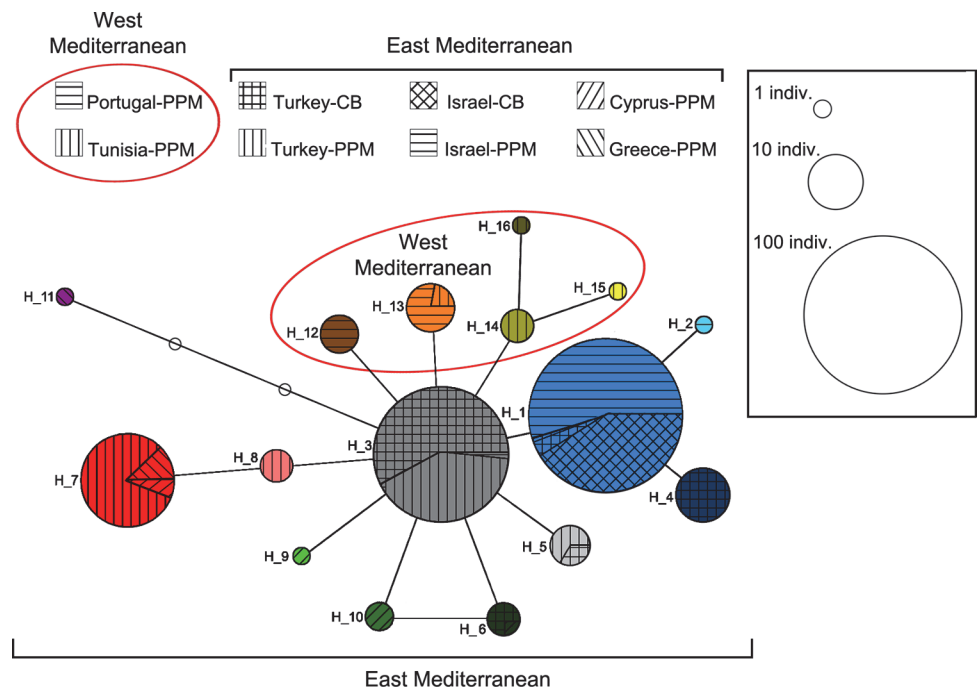 West
Mediterranean
East Mediterranean
Portugal-PPM
Turkey-CB
Israel-CB
Cyprus-PPM
Tunisia-PPM
Turkey-PPM
Israel-PPM
Greece-PPM
1 indiv.
10 indiv.
100 indiv.
West
Mediterranean
H_16
H_11
H_15
H_13
H_12
H_14
H_2
H_1
H_3
H_8
H_7
H_4
H_5
H_9
H_10
H_6
East Mediterranean